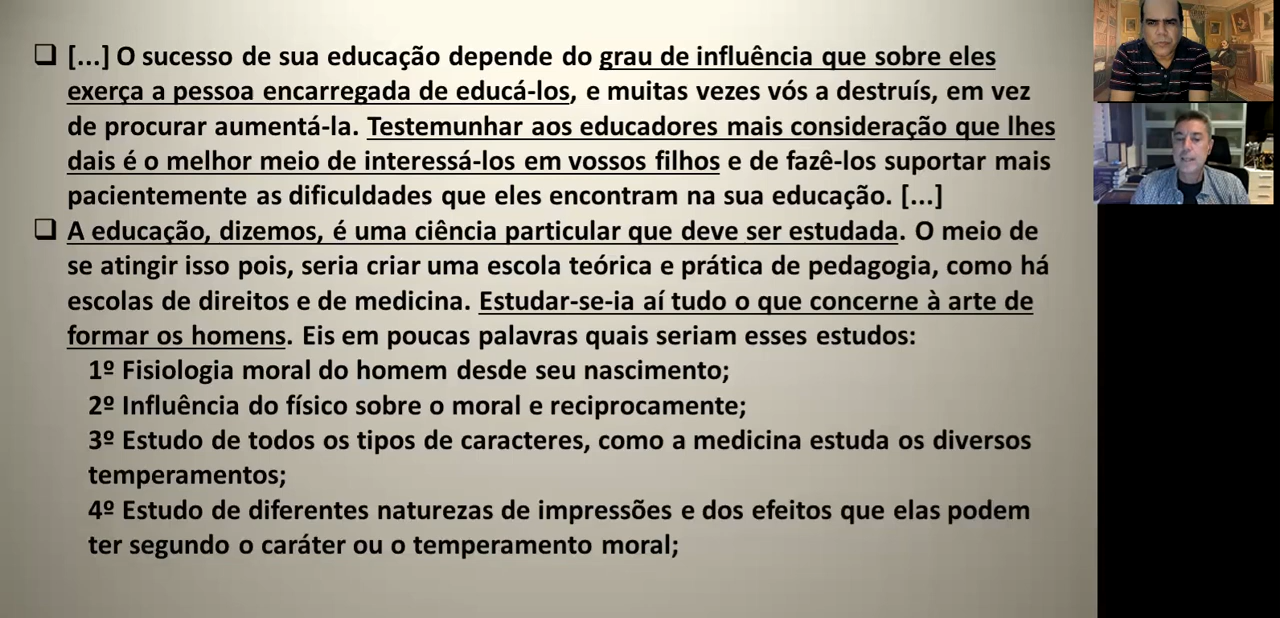 [...] O sucesso de sua educação depende do grau de influência que sobre eles
exerça a pessoa encarregada de educá-los, e muitas vezes vós a destruís, em vez
de procurar aumentá-la. Testemunhar aos educadores mais consideração que lhes
dais é o melhor meio de interessá-los em vossos filhos e de fazê-los suportar mais
pacientemente as dificuldades que eles encontram na sua educação. [...]
A educação, dizemos, é uma ciência particular que deve ser estudada. O meio de
se atingir isso pois, seria criar uma escola teórica e prática de pedagogia, como há
escolas de direitos e de medicina. Estudar-se-ia aí tudo o que concerne à arte de
formar os homens. Eis em poucas palavras quais seriam esses estudos:
1º Fisiologia moral do homem desde seu nascimento;
2º Influência do físico sobre o moral e reciprocamente;
3º Estudo de todos os tipos de caracteres, como a medicina estuda os diversos
temperamentos;
4º Estudo de diferentes naturezas de impressões e dos efeitos que elas podem
ter segundo o caráter ou o temperamento moral;